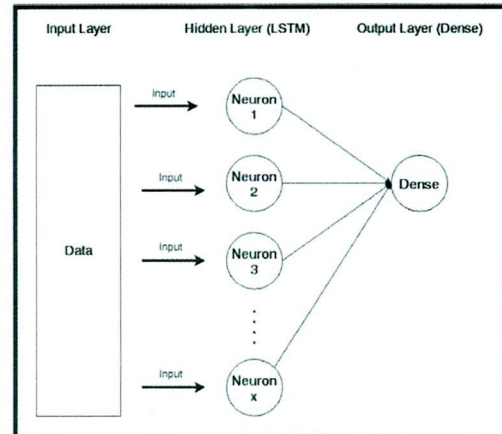 Input Layer
Hidden Layer (LSTM)
Output Layer (Dense)
Data
Input
Neuron
1
Input
Neuron
2
Input
Neuron
3
Input
Neuron
x
Dense